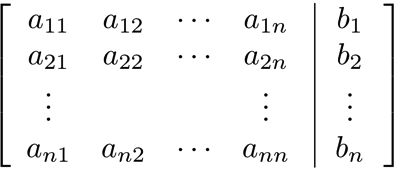 a₁₁ a₁₂ ⋯ a₁ₙ b₁
a₂₁ a₂₂ ⋯ a₂ₙ b₂
⋮ ⋮ ⋮
aₙ₁ aₙ₂ ⋯ aₙₙ bₙ